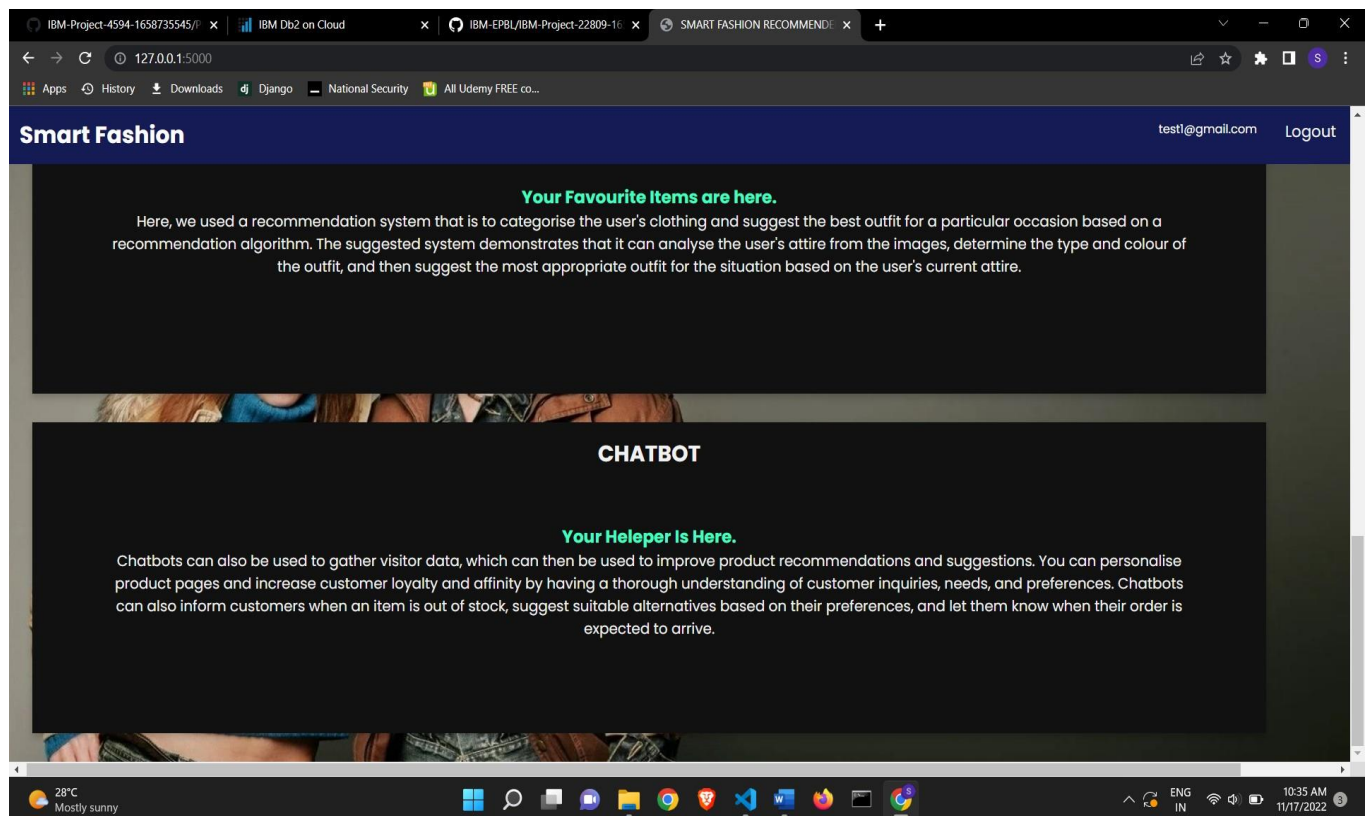 IBM-Project-4594-1658735545/P
IBM Db2 on Cloud
IBM-EPBL/IBM-Project-22809-16
SMART FASHION RECOMMENDE
127.0.0.1:5000
S
Apps
History
Downloads
dj Django
National Security
All Udemy FREE co...
Smart Fashion
test1@gmail.com
Logout
Your Favourite Items are here.
Here, we used a recommendation system that is to categorise the user's clothing and suggest the best outfit for a particular occasion based on a
recommendation algorithm. The suggested system demonstrates that it can analyse the user's attire from the images, determine the type and colour of
the outfit, and then suggest the most appropriate outfit for the situation based on the user's current attire.
CHATBOT
Your Heleper Is Here.
Chatbots can also be used to gather visitor data, which can then be used to improve product recommendations and suggestions. You can personalise
product pages and increase customer loyalty and affinity by having a thorough understanding of customer inquiries, needs, and preferences. Chatbots
can also inform customers when an item is out of stock, suggest suitable alternatives based on their preferences, and let them know when their order is
expected to arrive.
28°C
Mostly sunny
ENG
IN
10:35 AM
11/17/2022
3